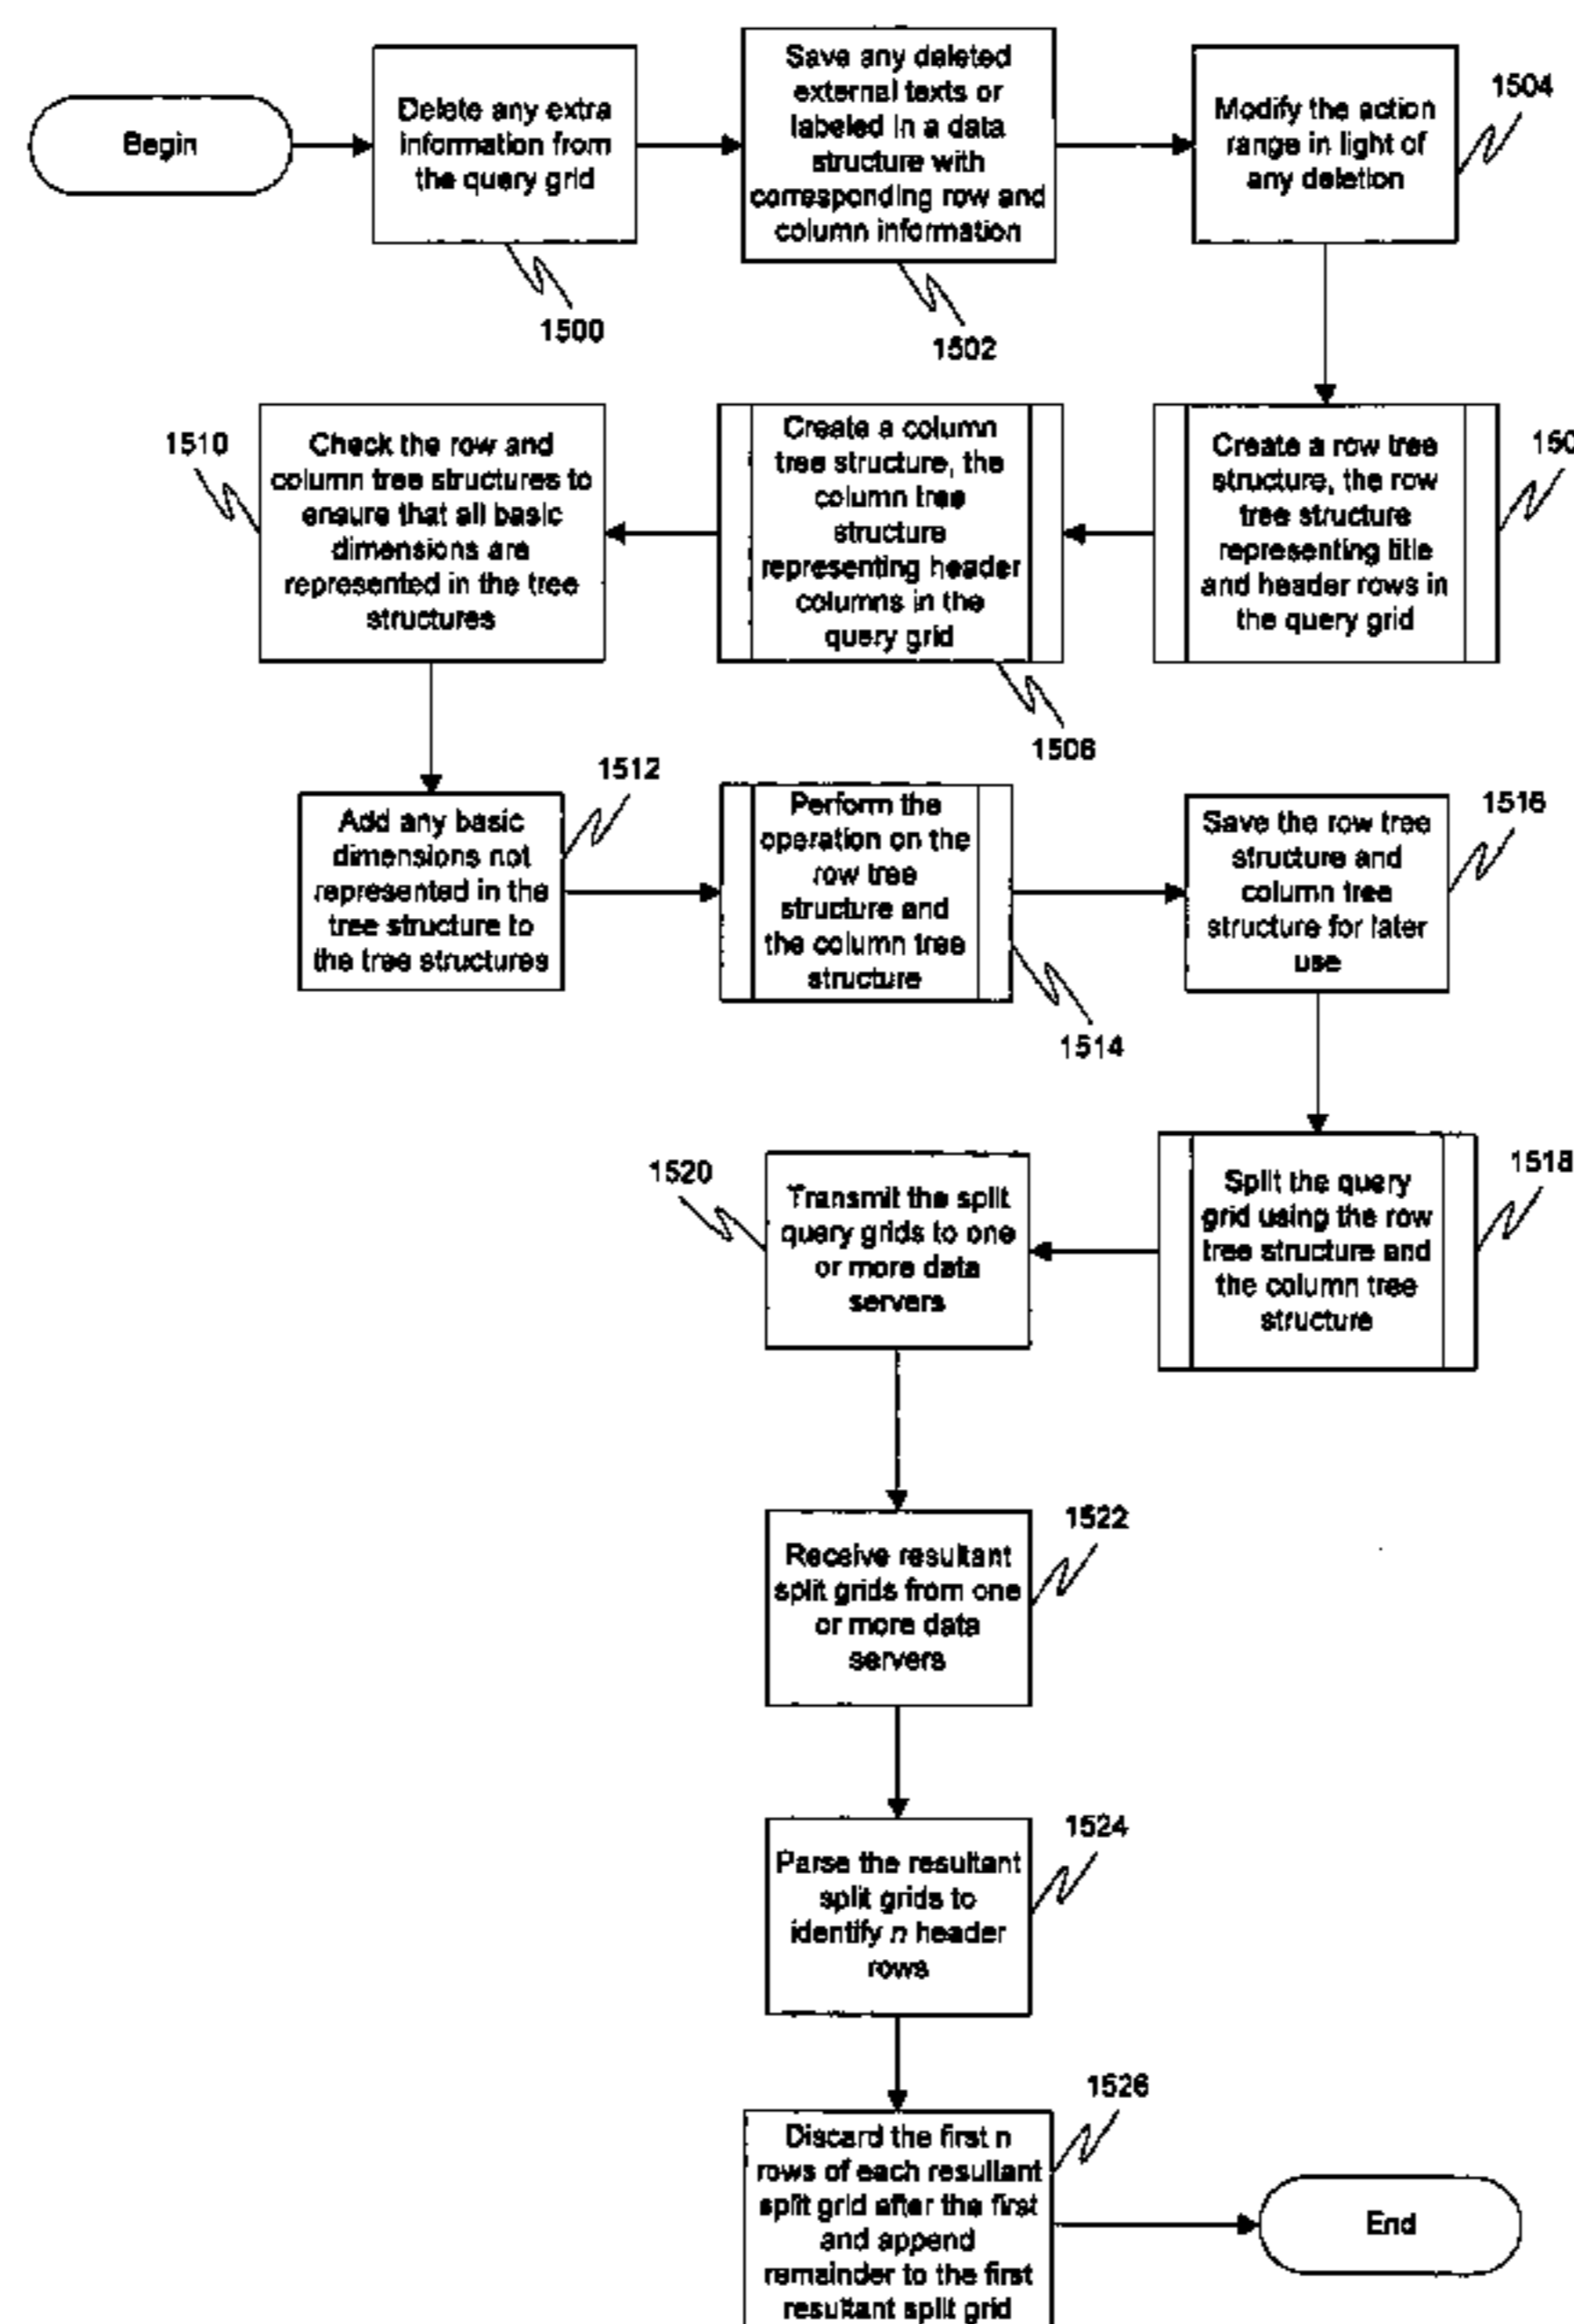 Begin
Delete any extra
information from
the query grid
1500
Save any deleted
external texts or
labeled in a data
structure with
corresponding row and
column information
1502
Modify the action
range in light of
any deletion
1504
Create a row tree
structure, the row
tree structure
representing title
and header rows in
the query grid
150
Create a column
tree structure, the
column tree
structure
representing header
columns in the
query grid
1508
1510
Check the row and
column tree structures to
ensure that all basic
dimensions are
represented in the tree
structures
1512
Add any basic
dimensions not
represented in the
tree structure to
the tree structures
Perform the
operation on the
row tree
structure and
the column tree
structure
1514
1516
Save the row tree
structure and
column tree
structure for later
use
1518
Split the query
grid using the row
tree structure and
the column tree
structure
1520
Transmit the split
query grids to one
or more data
servers
1522
Receive resultant
split grids from one
or more data
servers
1524
Parse the resultant
split grids to
identify n header
rows
1526
Discard the first n
rows of each resultant
split grid after the first
and append
remainder to the first
resultant split grid
End